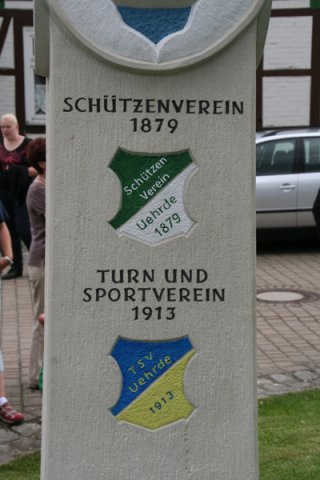 SCHÜTZENVEREIN
1879
Schützen
Verein
Uehrde
1879
TURN UND
SPORTVEREIN
1913
TSV
Uehrde
1913